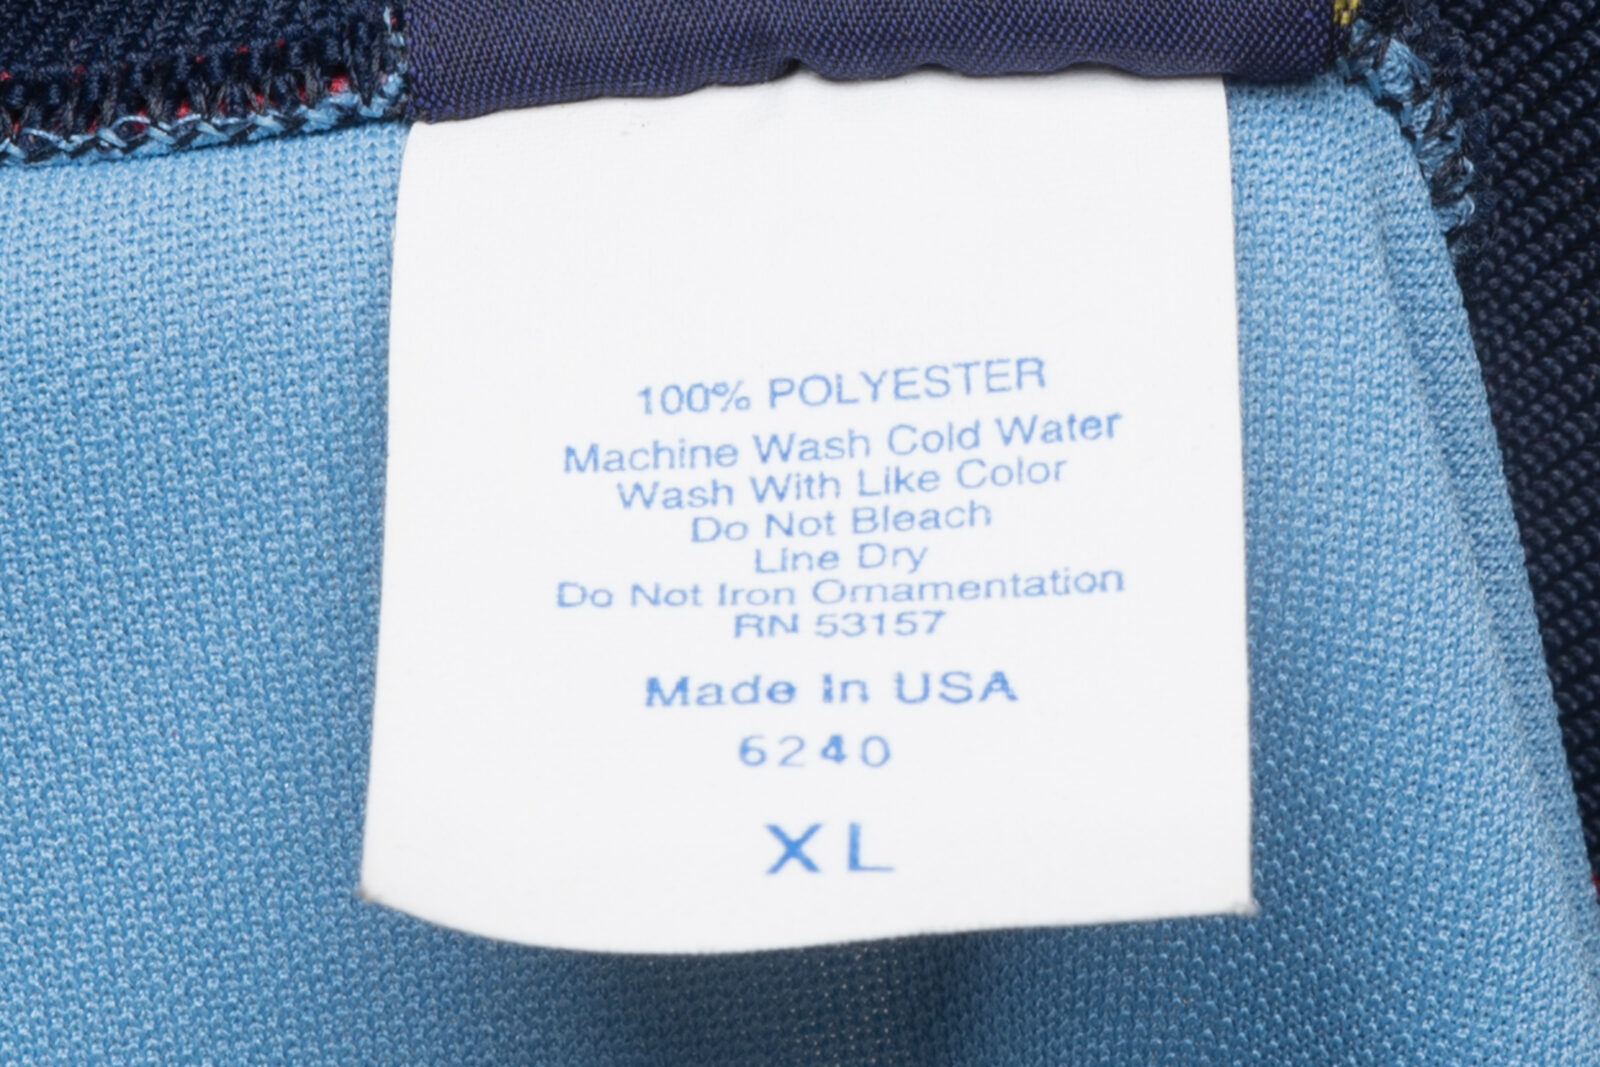 100% POLYESTER
Machine Wash Cold Water
Wash With Like Color
Do Not Bleach
Line Dry
Do Not Iron Ornamentation
RN 53157
Made In USA
6240
XL